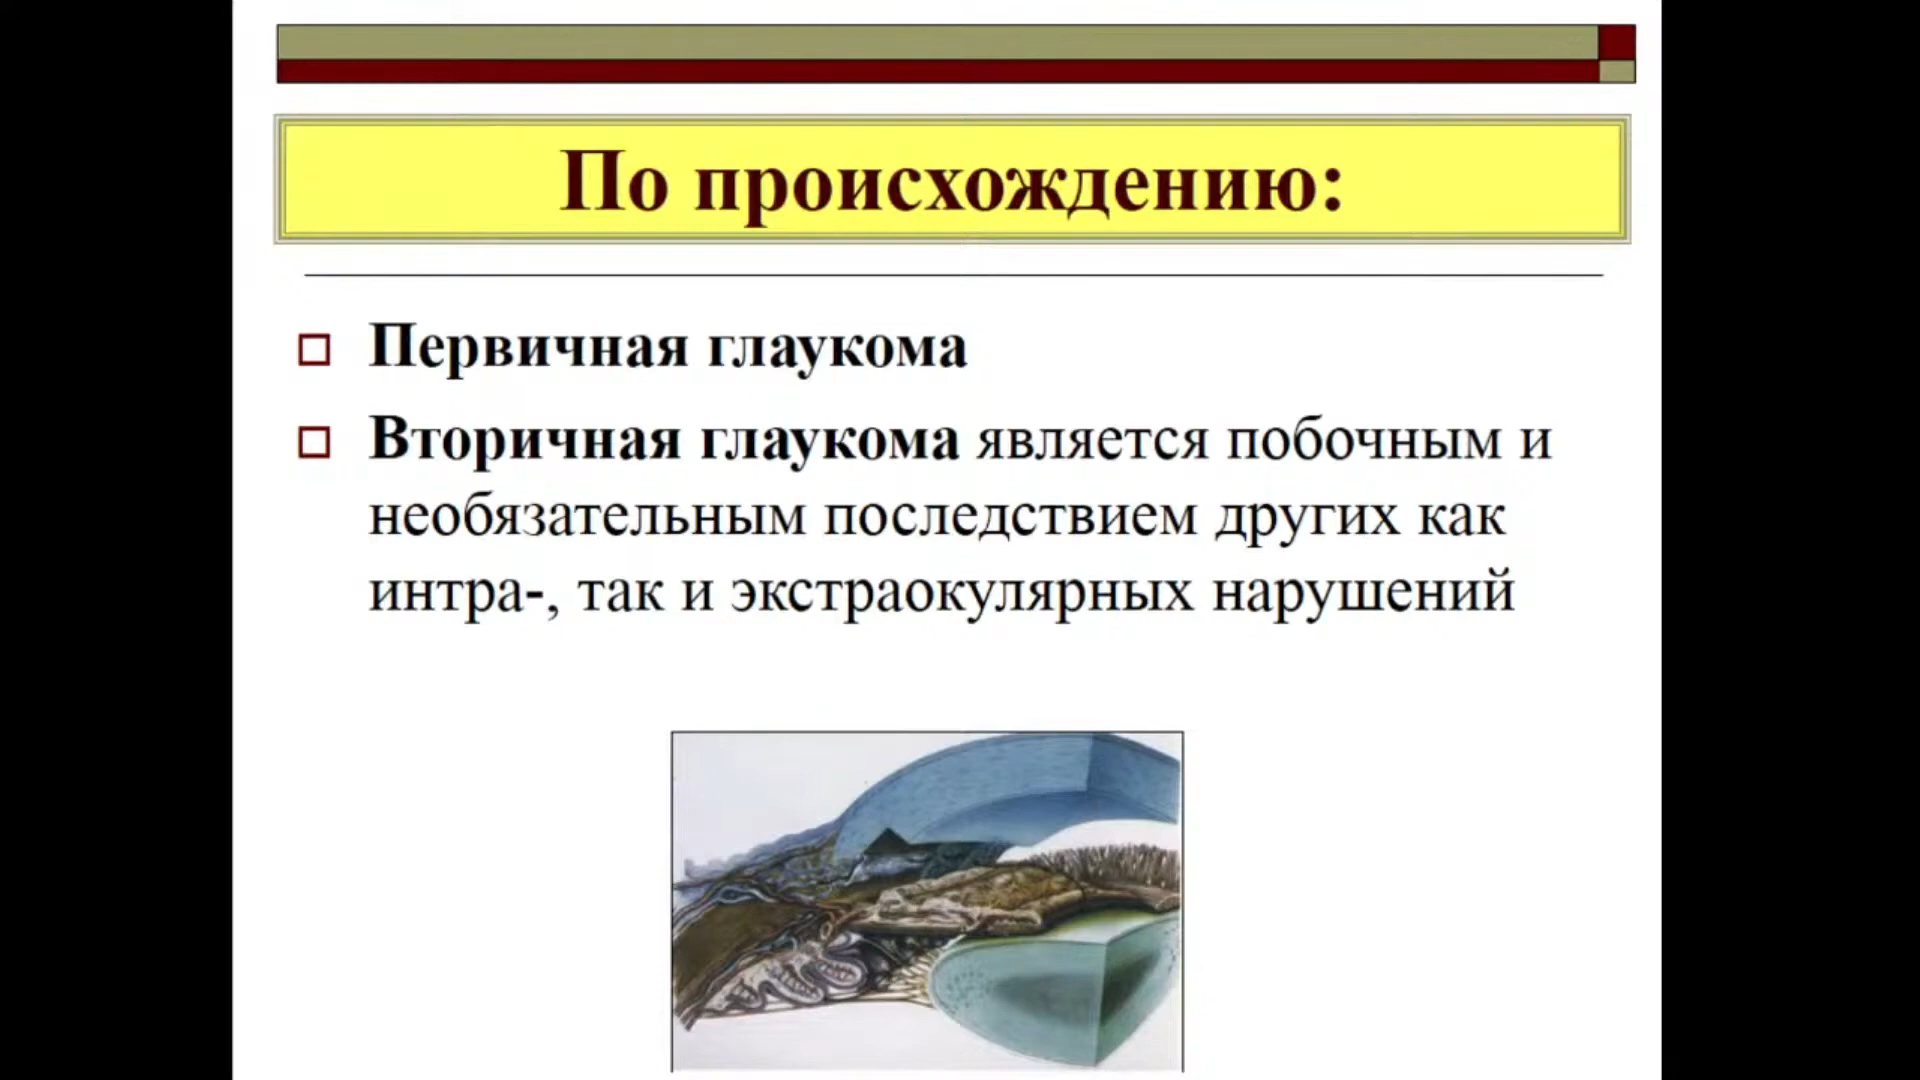 По происхождению:
Первичная глаукома
Вторичная глаукома является побочным и
необязательным последствием других как
интра-, так и экстраокулярных нарушений